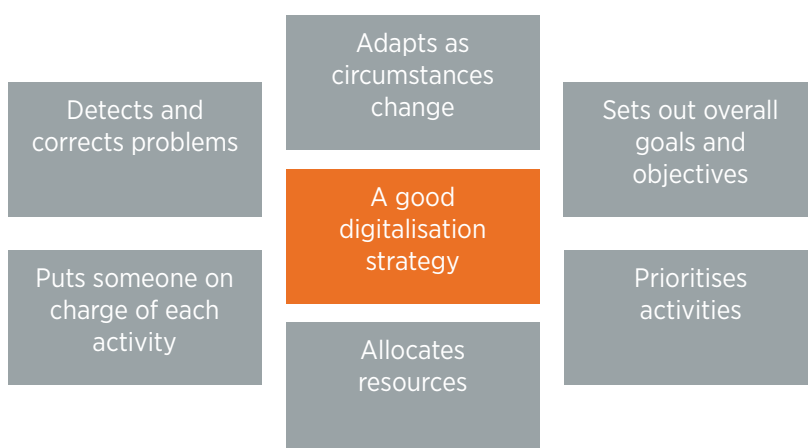 Adapts as
circumstances
change
Detects and
corrects problems
Sets out overall
goals and
objectives
A good
digitalisation
strategy
Puts someone on
charge of each
activity
Prioritises
activities
Allocates
resources